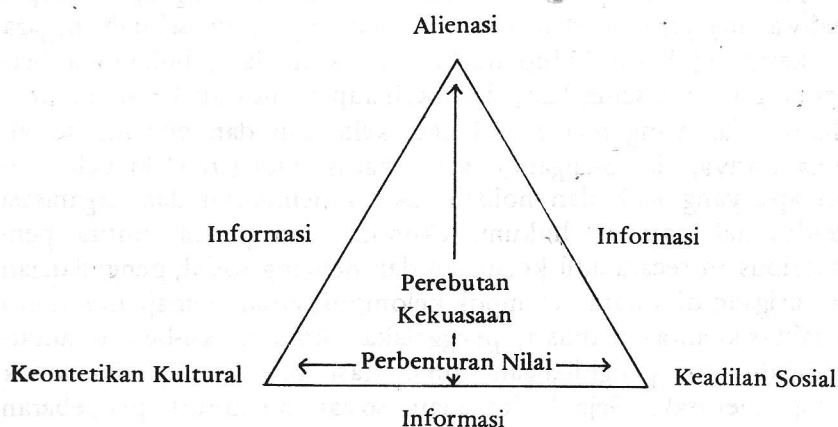 Alienasi
Informasi
Informasi
Perebutan
Kekuasaan
Perbenturan Nilai
Keontetikan Kultural
Keadilan Sosial
Informasi